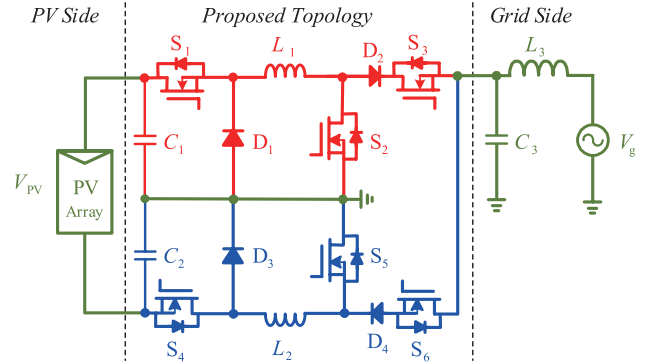 PV Side Proposed Topology Grid Side
S1 L1 D2 S3 L3
C1 D1 S2 C3 Vg
VPV PV Array
C2 D3 S5
S4 L2 D4 S6